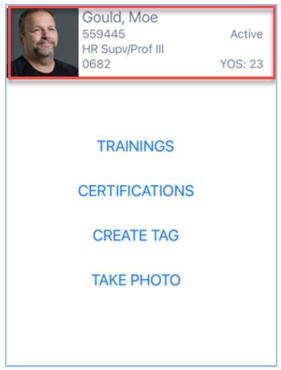 Gould, Moe
559445 Active
HR Supv/Prof III
0682 YOS: 23
TRAININGS
CERTIFICATIONS
CREATE TAG
TAKE PHOTO